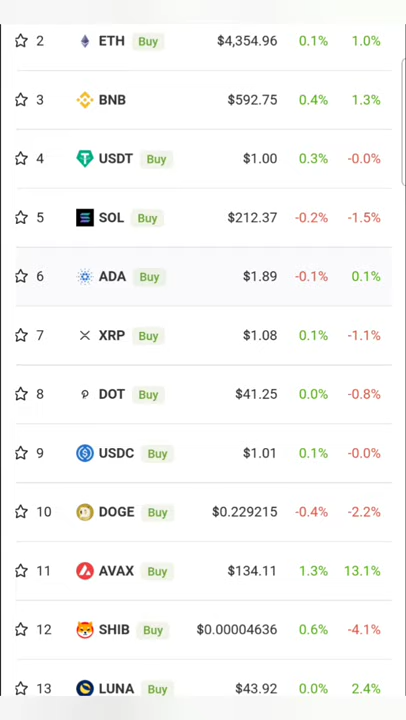 2 ETH Buy $4,354.96 0.1% 1.0%
3 BNB $592.75 0.4% 1.3%
4 USDT Buy $1.00 0.3% -0.0%
5 SOL Buy $212.37 -0.2% -1.5%
6 ADA Buy $1.89 -0.1% 0.1%
7 XRP Buy $1.08 0.1% -1.1%
8 DOT Buy $41.25 0.0% -0.8%
9 USDC Buy $1.01 0.1% -0.0%
10 DOGE Buy $0.229215 -0.4% -2.2%
11 AVAX Buy $134.11 1.3% 13.1%
12 SHIB Buy $0.00004636 0.6% -4.1%
13 LUNA Buy $43.92 0.0% 2.4%